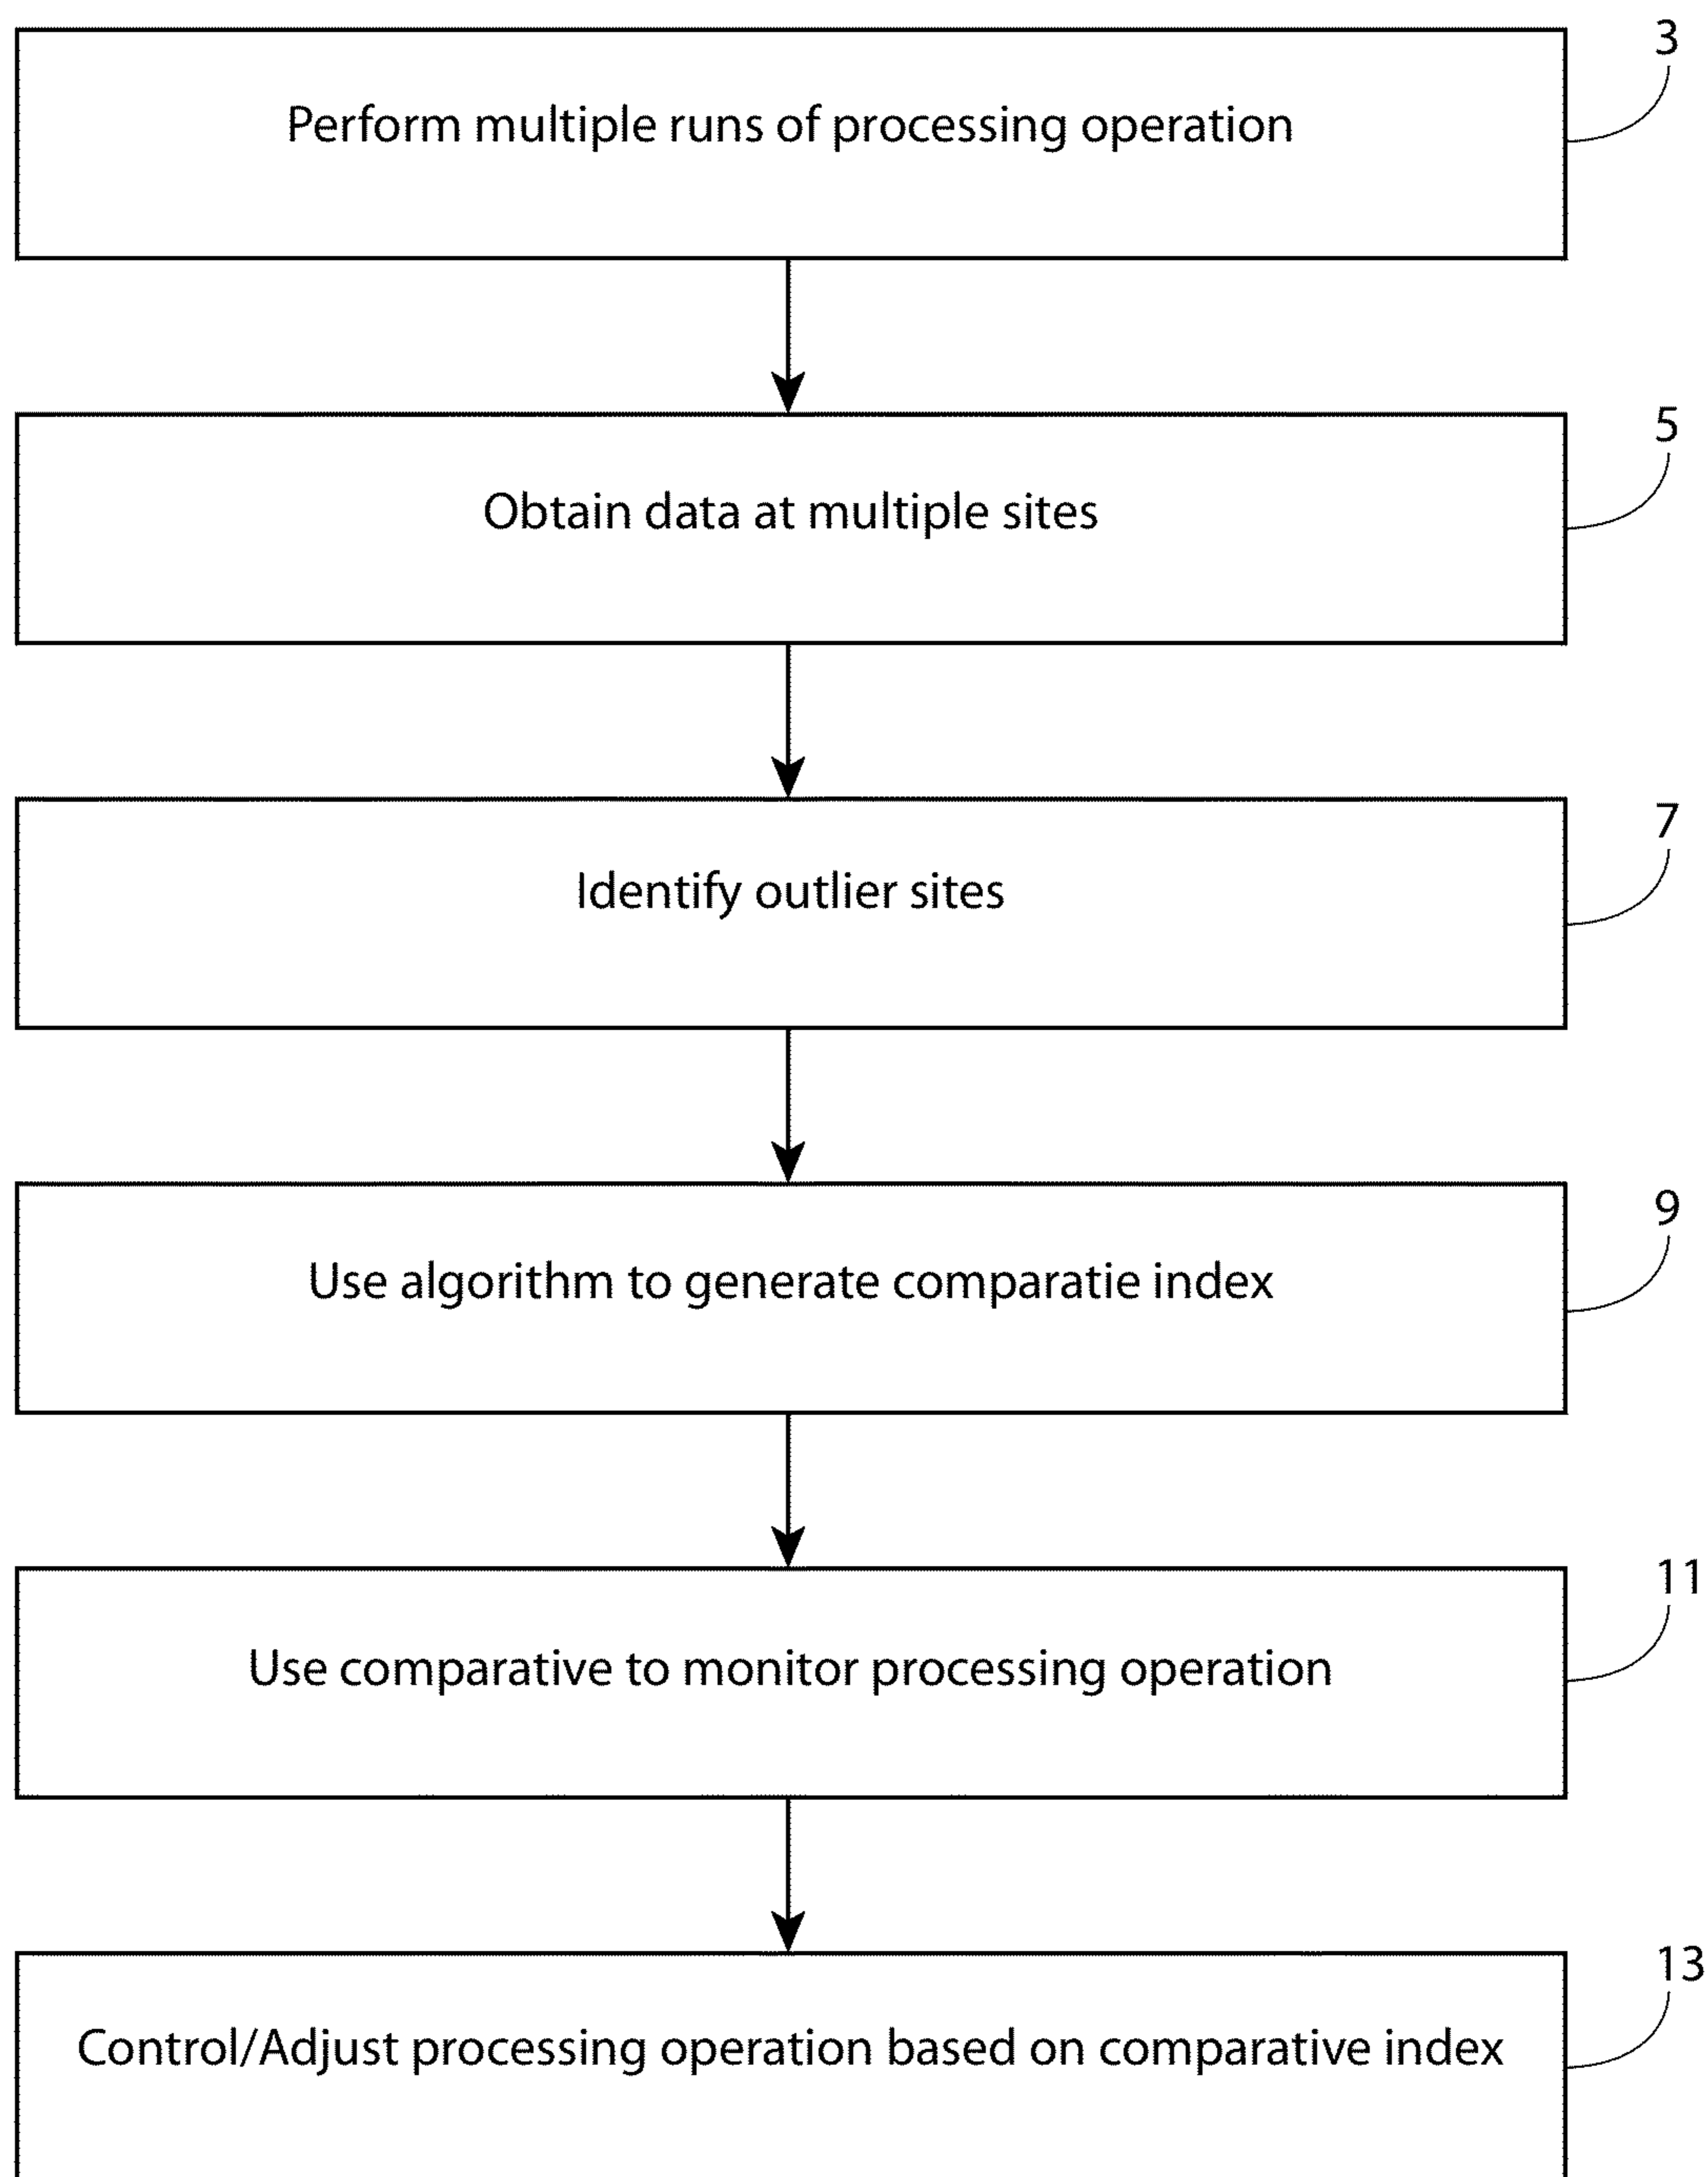 3
Perform multiple runs of processing operation
5
Obtain data at multiple sites
7
Identify outlier sites
9
Use algorithm to generate comparatie index
11
Use comparative to monitor processing operation
13
Control/Adjust processing operation based on comparative index